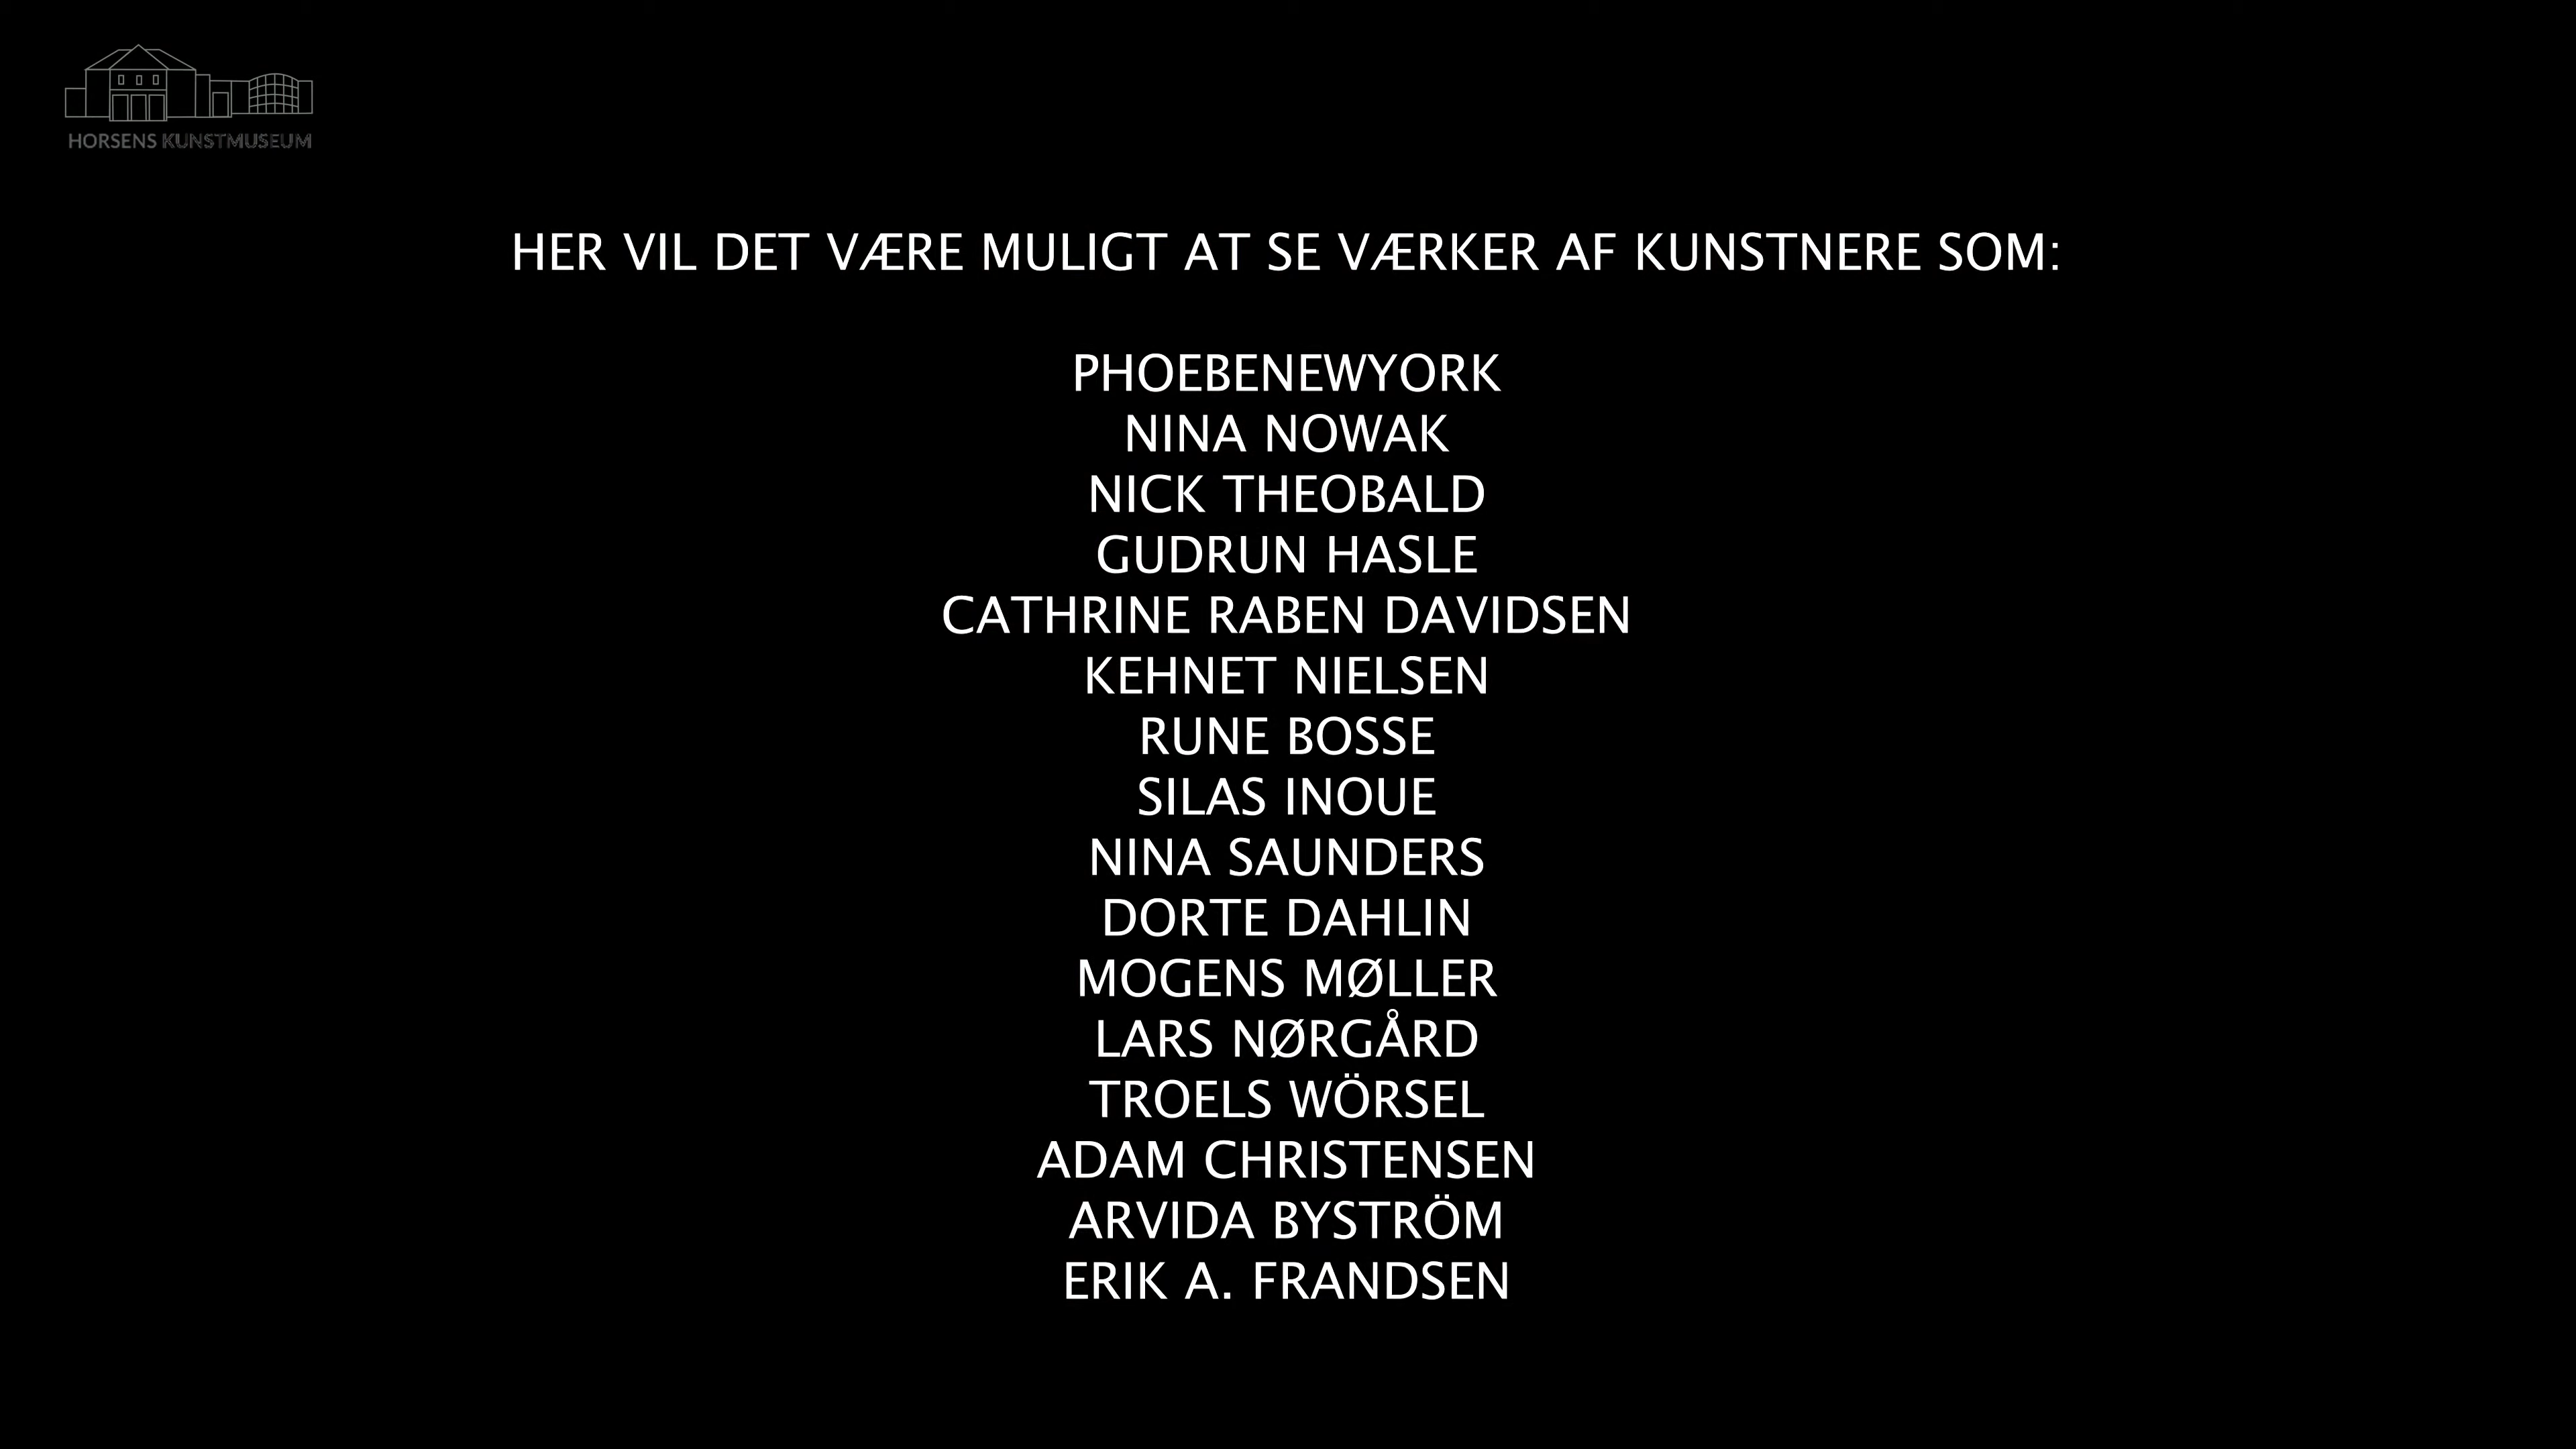 HORSENS KUNSTMUSEUM
HER VIL DET VÆRE MULIGT AT SE VÆRKER AF KUNSTNERE SOM:
PHOEBENEWYORK
NINA NOWAK
NICK THEOBALD
GUDRUN HASLE
CATHRINE RABEN DAVIDSEN
KEHNET NIELSEN
RUNE BOSSE
SILAS INOUE
NINA SAUNDERS
DORTE DAHLIN
MOGENS MØLLER
LARS NØRGÅRD
TROELS WÖRSEL
ADAM CHRISTENSEN
ARVIDA BYSTRÖM
ERIK A. FRANDSEN